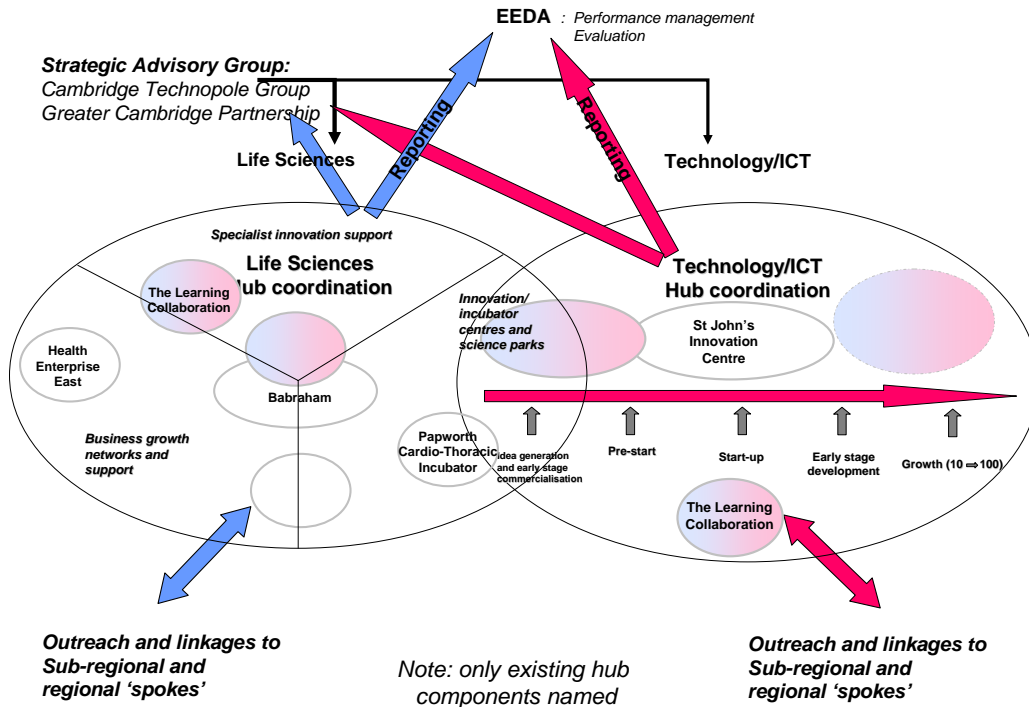 EEDA : Performance management
Evaluation
Strategic Advisory Group:
Cambridge Technopole Group
Greater Cambridge Partnership
Reporting
Reporting
Life Sciences
Technology/ICT
Specialist innovation support
Life Sciences
Hub coordination
Technology/ICT
Hub coordination
The Learning
Collaboration
Innovation/
incubator
centres and
science parks
St John's
Innovation
Centre
Health
Enterprise
East
Babraham
Business growth
networks and
support
Papworth
Cardio-Thoracic
Incubator
Idea generation
and early stage
commercialisation
Pre-start
Start-up
Early stage
development
Growth (10 ⇒ 100)
The Learning
Collaboration
Outreach and linkages to
Sub-regional and
regional ‘spokes’
Note: only existing hub
components named
Outreach and linkages to
Sub-regional and
regional ‘spokes’